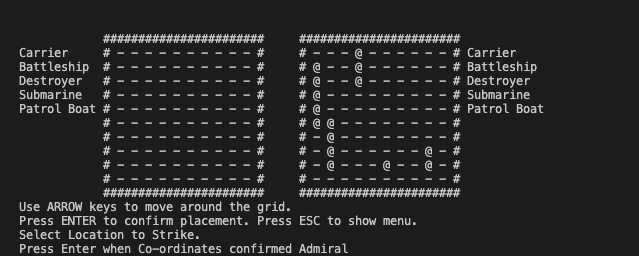 #######################     #######################
Carrier     # - - - - - - - - - - #     # - - - @ - - - - - - # Carrier
Battleship  # - - - - - - - - - - #     # @ - - @ - - - - - - # Battleship
Destroyer   # - - - - - - - - - - #     # @ - - @ - - - - - - # Destroyer
Submarine   # - - - - - - - - - - #     # @ - - - - - - - - - # Submarine
Patrol Boat # - - - - - - - - - - #     # @ - - - - - - - - - # Patrol Boat
# - - - - - - - - - - #     # @ @ - - - - - - - - #
# - - - - - - - - - - #     # - @ - - - - - - - - #
# - - - - - - - - - - #     # - @ - - - - - - @ - #
# - - - - - - - - - - #     # - @ - - - @ - - @ - #
# - - - - - - - - - - #     # - - - - - - - - - - #
#######################     #######################
Use ARROW keys to move around the grid.
Press ENTER to confirm placement. Press ESC to show menu.
Select Location to Strike.
Press Enter when Co-ordinates confirmed Admiral